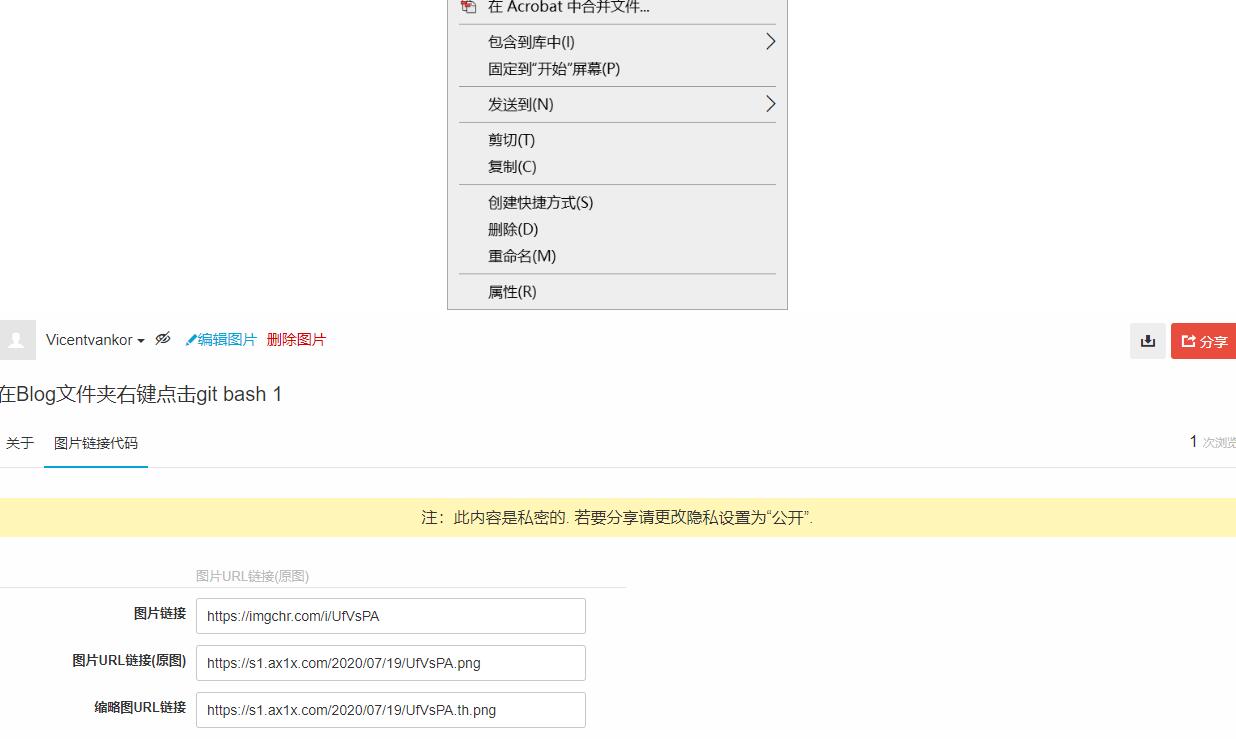 在 Acrobat 中合并文件...
包含到库中(I)
固定到“开始”屏幕(P)
发送到(N)
剪切(T)
复制(C)
创建快捷方式(S)
删除(D)
重命名(M)
属性(R)
Vicentvankor 编辑图片 删除图片 分享
在Blog文件夹右键点击git bash 1
关于 图片链接代码 1 次浏览
注：此内容是私密的. 若要分享请更改隐私设置为“公开”.
图片URL链接(原图)
图片链接 https://imgchr.com/i/UfVsPA
图片URL链接(原图) https://s1.ax1x.com/2020/07/19/UfVsPA.png
缩略图URL链接 https://s1.ax1x.com/2020/07/19/UfVsPA.th.png